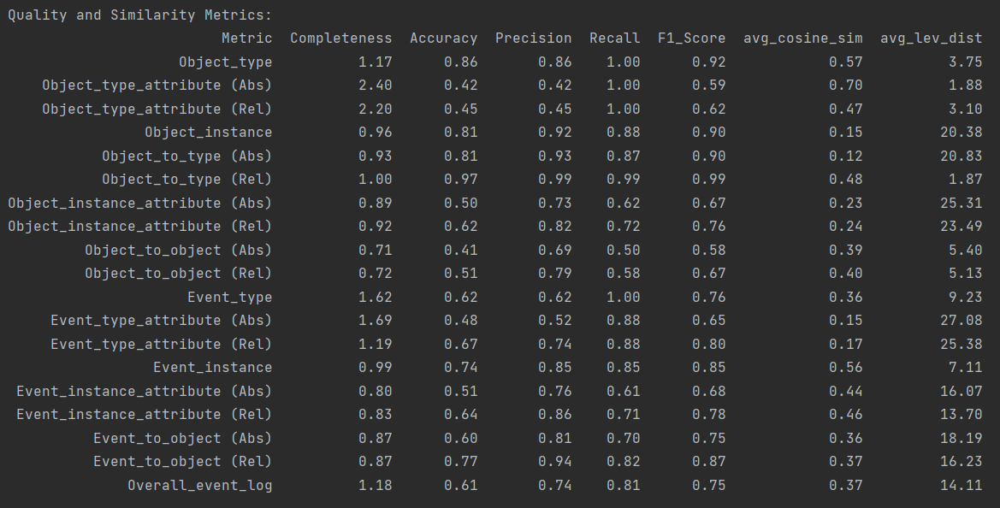 Quality and Similarity Metrics:
Metric Completeness Accuracy Precision Recall F1_Score avg_cosine_sim avg_lev_dist
Object_type 1.17 0.86 0.86 1.00 0.92 0.57 3.75
Object_type_attribute (Abs) 2.40 0.42 0.42 1.00 0.59 0.70 1.88
Object_type_attribute (Rel) 2.20 0.45 0.45 1.00 0.62 0.47 3.10
Object_instance 0.96 0.81 0.92 0.88 0.90 0.15 20.38
Object_to_type (Abs) 0.93 0.81 0.93 0.87 0.90 0.12 20.83
Object_to_type (Rel) 1.00 0.97 0.99 0.99 0.99 0.48 1.87
Object_instance_attribute (Abs) 0.89 0.50 0.73 0.62 0.67 0.23 25.31
Object_instance_attribute (Rel) 0.92 0.62 0.82 0.72 0.76 0.24 23.49
Object_to_object (Abs) 0.71 0.41 0.69 0.50 0.58 0.39 5.40
Object_to_object (Rel) 0.72 0.51 0.79 0.58 0.67 0.40 5.13
Event_type 1.62 0.62 0.62 1.00 0.76 0.36 9.23
Event_type_attribute (Abs) 1.69 0.48 0.52 0.88 0.65 0.15 27.08
Event_type_attribute (Rel) 1.19 0.67 0.74 0.88 0.80 0.17 25.38
Event_instance 0.99 0.74 0.85 0.85 0.85 0.56 7.11
Event_instance_attribute (Abs) 0.80 0.51 0.76 0.61 0.68 0.44 16.07
Event_instance_attribute (Rel) 0.83 0.64 0.86 0.71 0.78 0.46 13.70
Event_to_object (Abs) 0.87 0.60 0.81 0.70 0.75 0.36 18.19
Event_to_object (Rel) 0.87 0.77 0.94 0.82 0.87 0.37 16.23
Overall_event_log 1.18 0.61 0.74 0.81 0.75 0.37 14.11